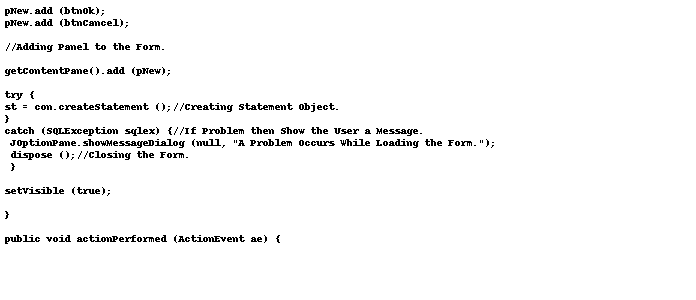 pNew.add (btnOk);
pNew.add (btnCancel);
//Adding Panel to the Form.
getContentPane().add (pNew);
try {
st = con.createStatement ();//Creating Statement Object.
}
catch (SQLException sqlex) {//If Problem then Show the User a Message.
JOptionPane.showMessageDialog (null, "A Problem Occurs While Loading the Form.");
dispose ();//Closing the Form.
}
setVisible (true);
}
public void actionPerformed (ActionEvent ae) {